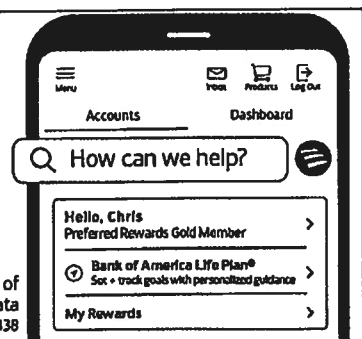 Menu
Inbox Products Log Out
Accounts Dashboard
How can we help?
Hello, Chris
Preferred Rewards Gold Member
Bank of America Life Plan®
Set + track goals with personalized guidance
My Rewards
of
ata
438